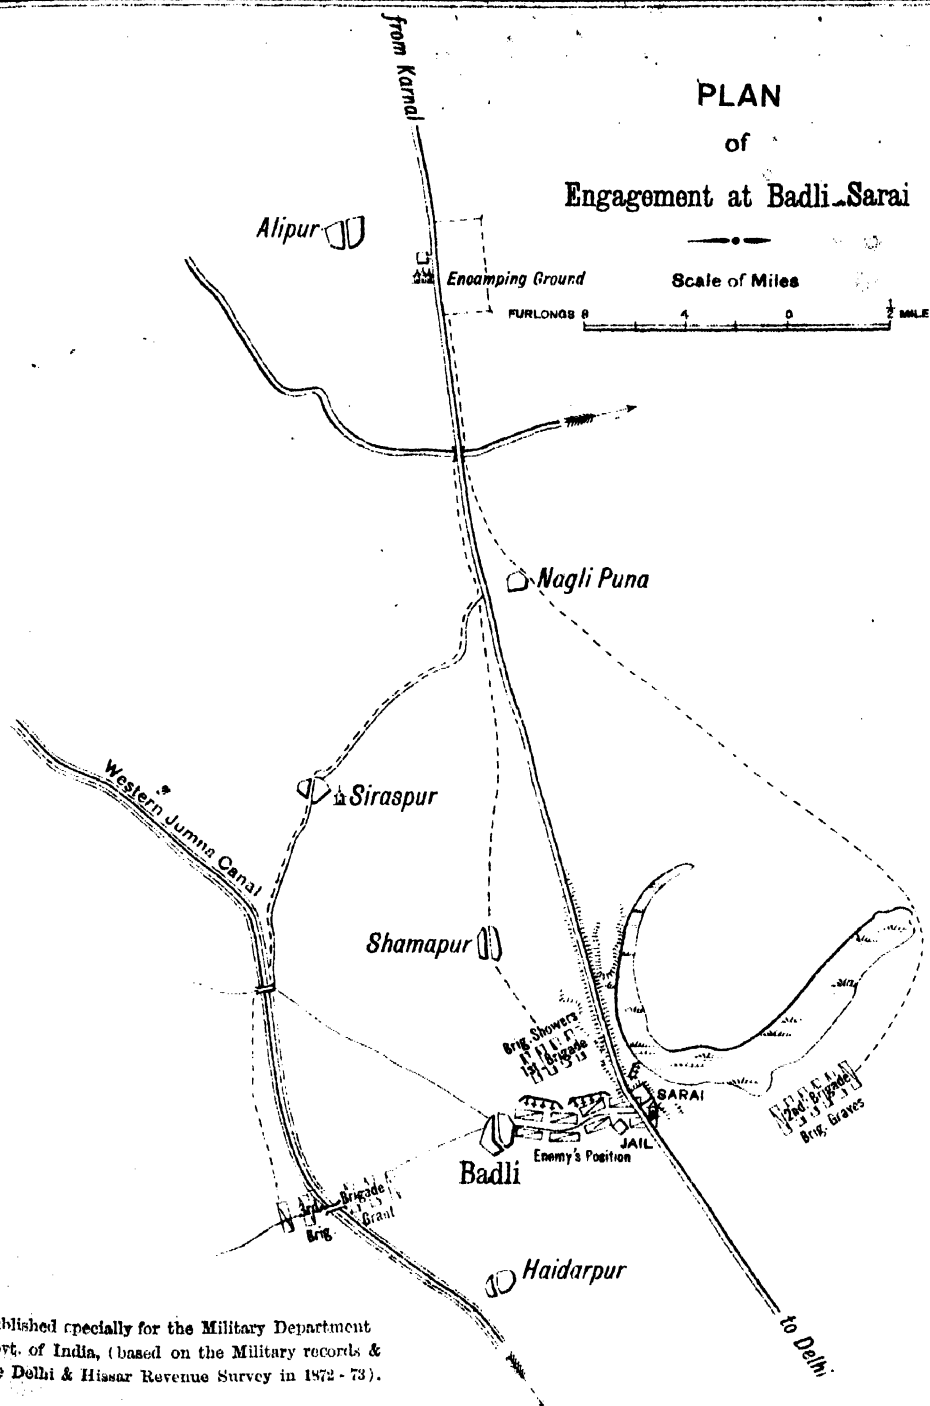 from Karnal
PLAN
of
Engagement at Badli-Sarai
Alipur
Encamping Ground
Scale of Miles
FURLONGS 8 4 0 ½ MILE
Nagli Puna
Western Jumna Canal
Siraspur
Shamapur
Brig. Showers
1st Brigade
2nd Brigade
Brig. Graves
SARAI
JAIL
Enemy's Position
Badli
3rd Brigade
Brig. Grant
Haidarpur
to Delhi
blished specially for the Military Department
vt. of India, (based on the Military records &
e Delhi & Hissar Revenue Survey in 1872-73).